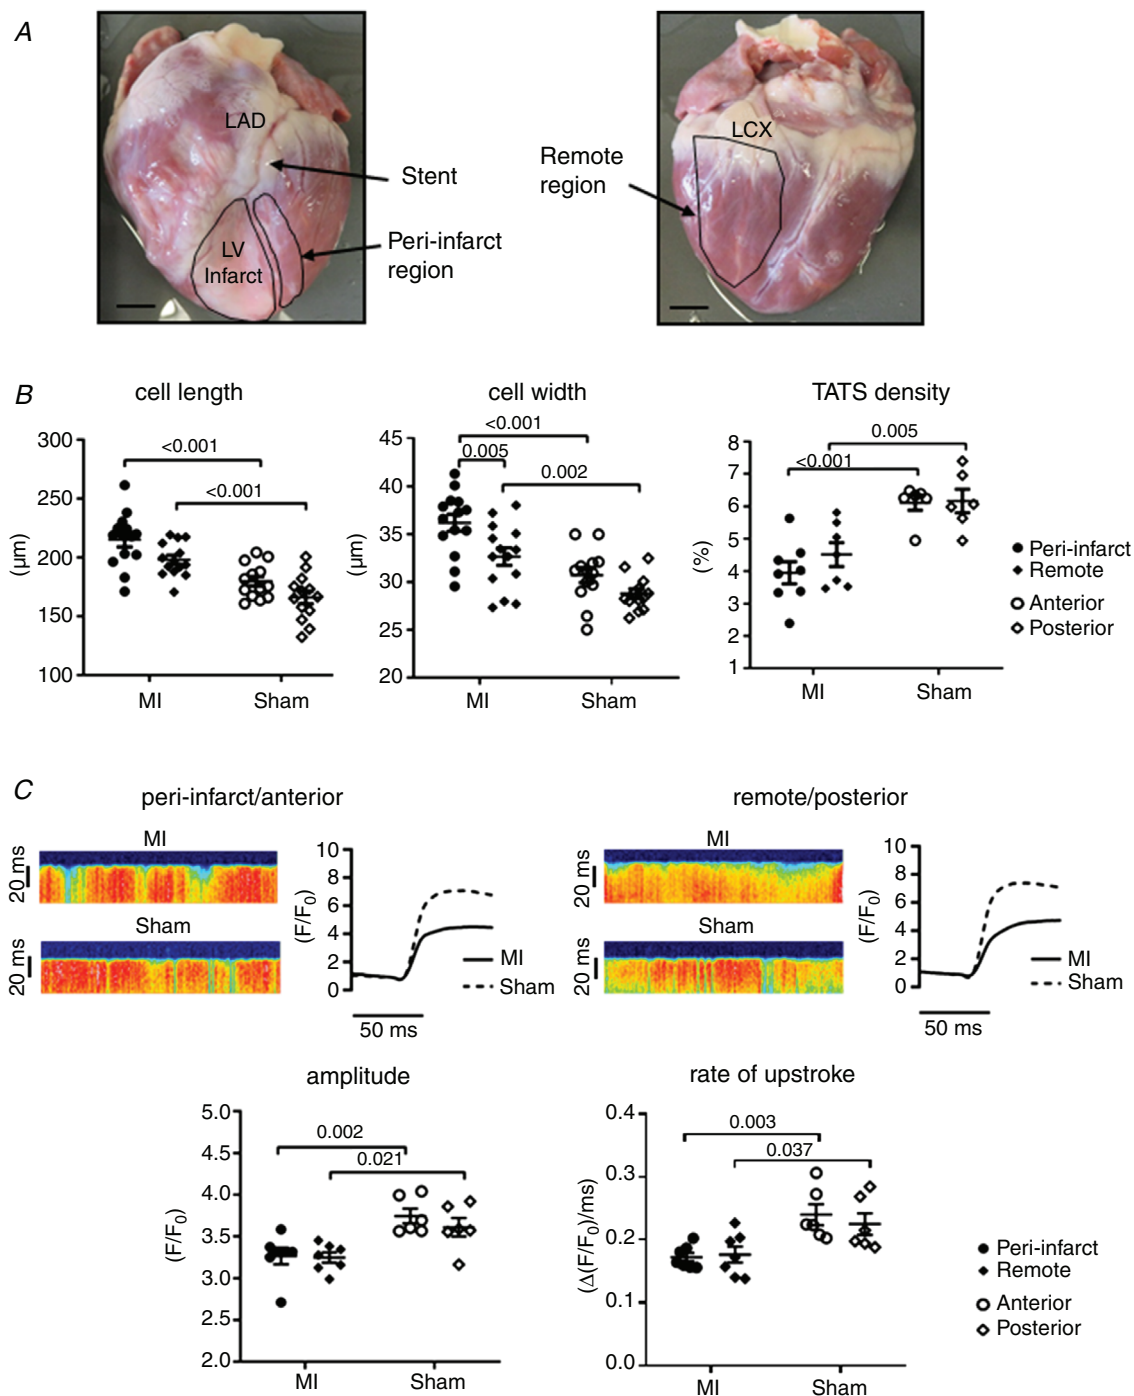 A
LAD
Stent
LV
Infarct
Peri-infarct
region
LCX
Remote
region
B
cell length
300
250
200
150
100
(μm)
<0.001
<0.001
MI
Sham
cell width
45
40
35
30
25
20
(μm)
<0.001
0.005
0.002
MI
Sham
TATS density
8
7
6
5
4
3
2
1
(%)
0.005
<0.001
MI
Sham
Peri-infarct
Remote
Anterior
Posterior
C
peri-infarct/anterior
MI
20 ms
Sham
20 ms
10
8
6
4
2
0
(F/F0)
MI
Sham
50 ms
remote/posterior
MI
20 ms
Sham
20 ms
10
8
6
4
2
0
(F/F0)
MI
Sham
50 ms
amplitude
5.0
4.5
4.0
3.5
3.0
2.5
2.0
(F/F0)
0.002
0.021
MI
Sham
rate of upstroke
0.4
0.3
0.2
0.1
0.0
(Δ(F/F0)/ms)
0.003
0.037
MI
Sham
Peri-infarct
Remote
Anterior
Posterior